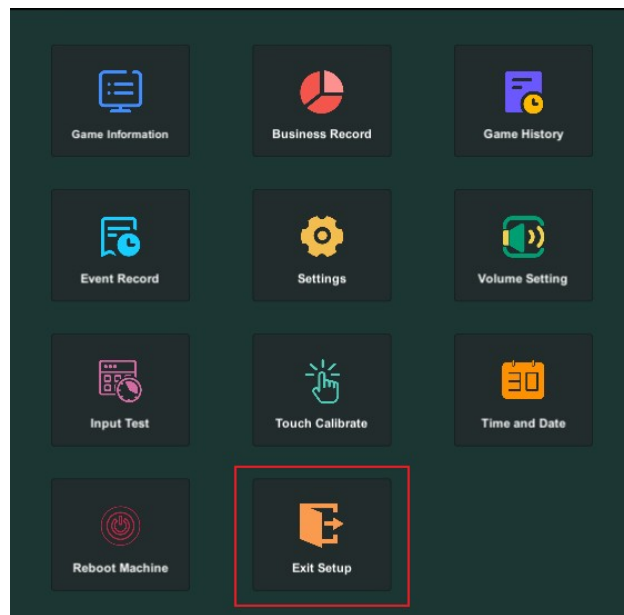 Game Information
Business Record
Game History
Event Record
Settings
Volume Setting
Input Test
Touch Calibrate
30
Time and Date
Reboot Machine
Exit Setup